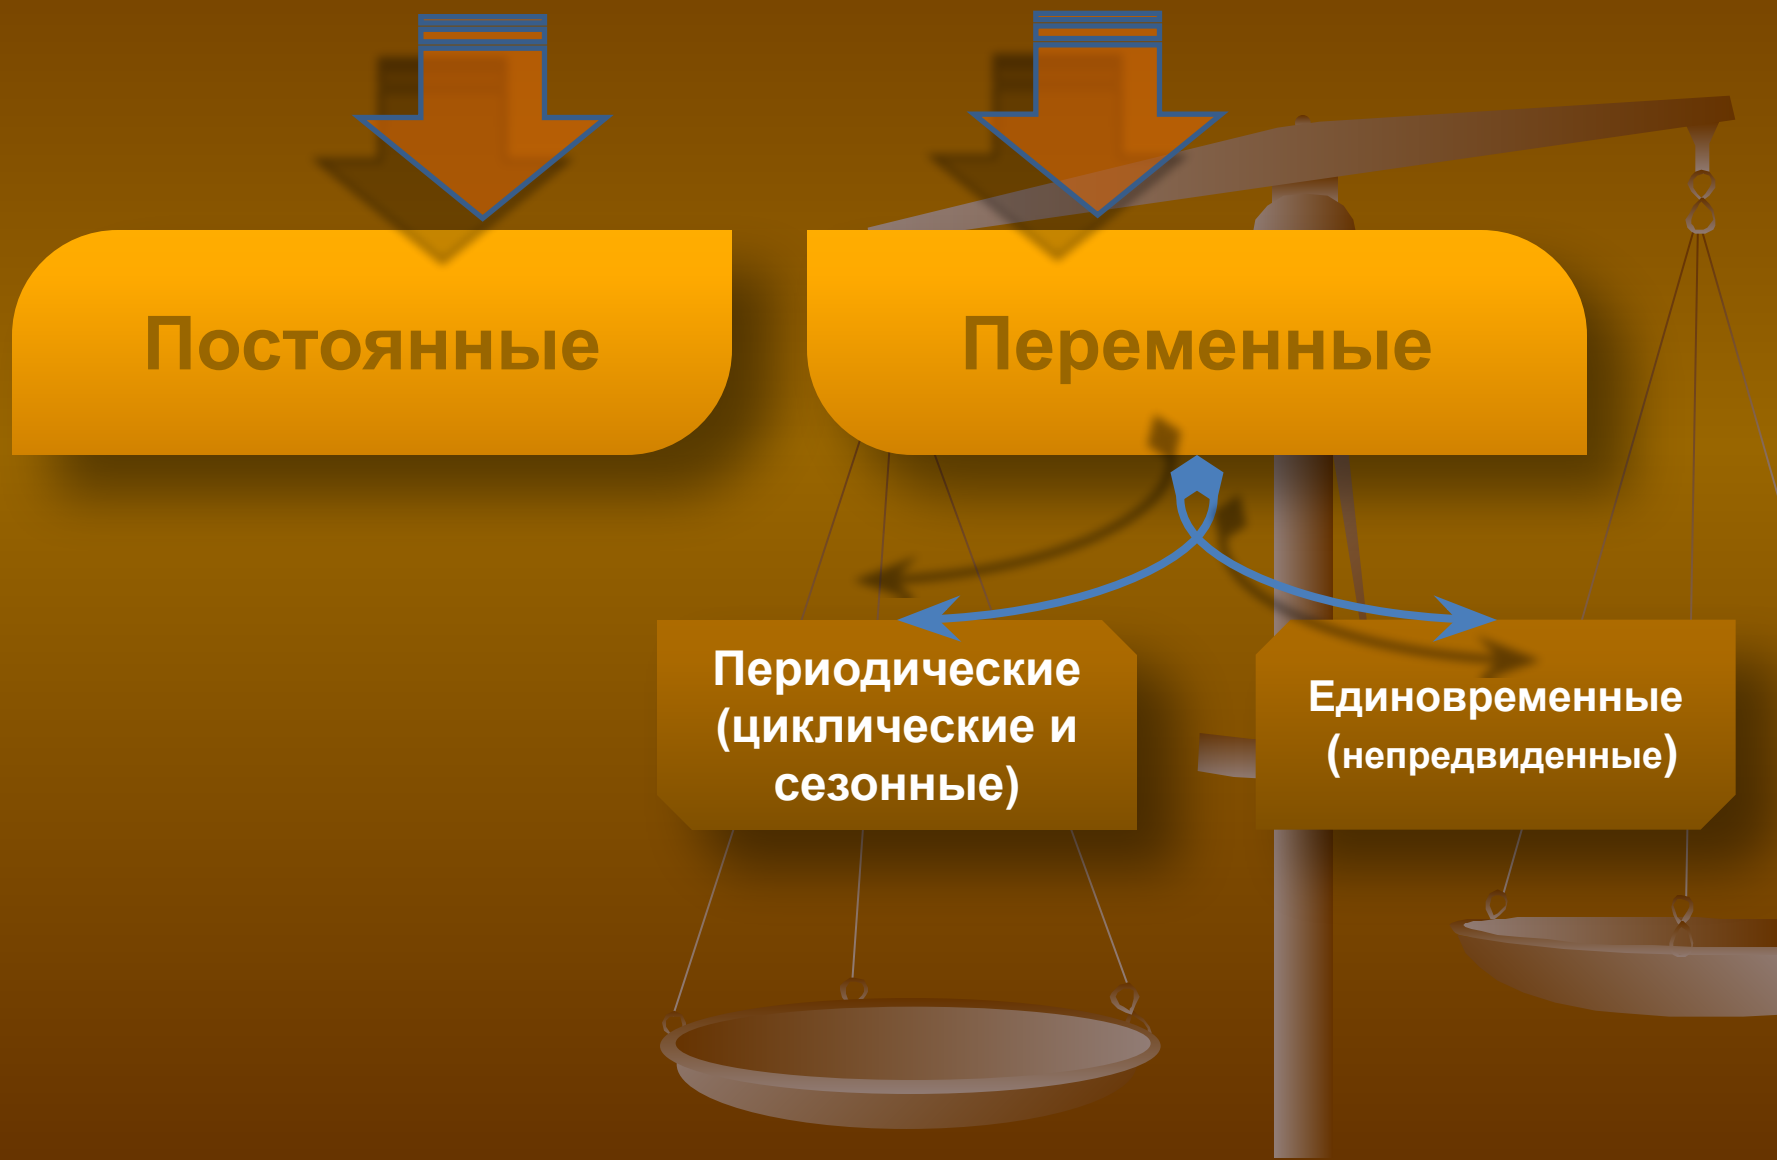 Постоянные
Переменные
Периодические
(циклические и
сезонные)
Единовременные
(непредвиденные)